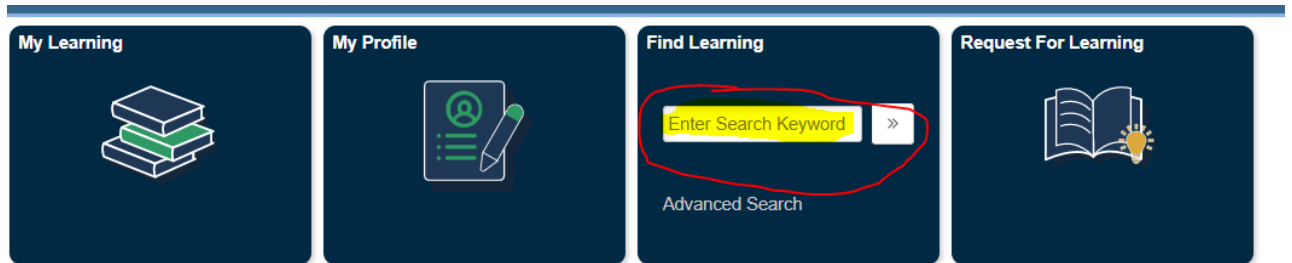 My Learning
My Profile
Find Learning
Enter Search Keyword »
Advanced Search
Request For Learning